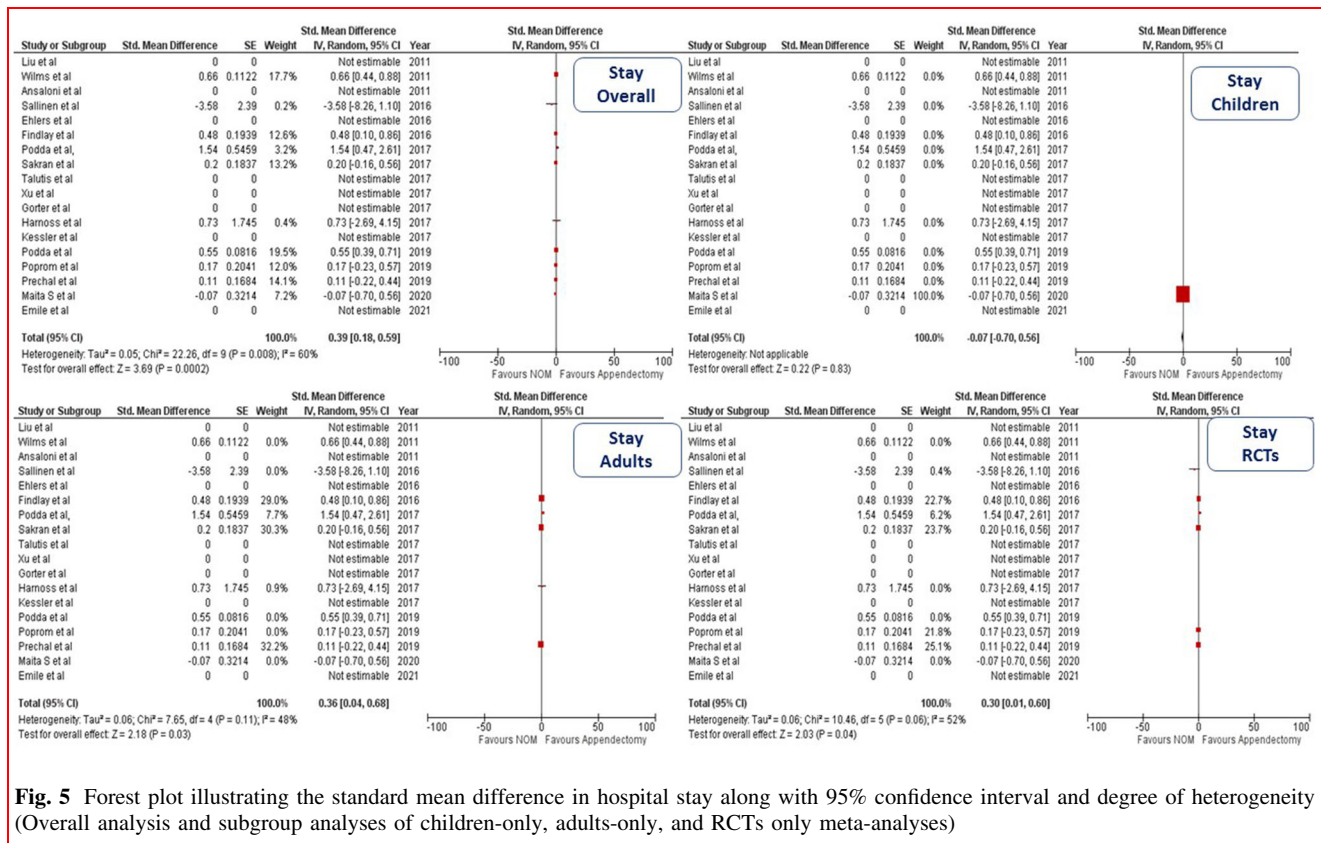 Std. Mean Difference Std. Mean Difference
Study or Subgroup Std. Mean Difference SE Weight IV, Random, 95% CI Year IV, Random, 95% CI
Liu et al 0 0 Not estimable 2011
Wilms et al 0.66 0.1122 17.7% 0.66 [0.44, 0.88] 2011
Ansaloni et al 0 0 Not estimable 2011
Sallinen et al -3.58 2.39 0.2% -3.58 [-8.26, 1.10] 2016
Ehlers et al 0 0 Not estimable 2016
Findlay et al 0.48 0.1939 12.6% 0.48 [0.10, 0.86] 2016
Podda et al, 1.54 0.5459 3.2% 1.54 [0.47, 2.61] 2017
Sakran et al 0.2 0.1837 13.2% 0.20 [-0.16, 0.56] 2017
Talutis et al 0 0 Not estimable 2017
Xu et al 0 0 Not estimable 2017
Gorter et al 0 0 Not estimable 2017
Harnoss et al 0.73 1.745 0.4% 0.73 [-2.69, 4.15] 2017
Kessler et al 0 0 Not estimable 2017
Podda et al 0.55 0.0816 19.5% 0.55 [0.39, 0.71] 2019
Poprom et al 0.17 0.2041 12.0% 0.17 [-0.23, 0.57] 2019
Prechal et al 0.11 0.1684 14.1% 0.11 [-0.22, 0.44] 2019
Maita S et al -0.07 0.3214 7.2% -0.07 [-0.70, 0.56] 2020
Emile et al 0 0 Not estimable 2021
Total (95% CI) 100.0% 0.39 [0.18, 0.59]
Heterogeneity: Tau² = 0.05; Chi² = 22.26, df = 9 (P = 0.008); I² = 60%
Test for overall effect: Z = 3.69 (P = 0.0002)
Stay
Overall
-100 -50 0 50 100
Favours NOM Favours Appendectomy
Std. Mean Difference Std. Mean Difference
Study or Subgroup Std. Mean Difference SE Weight IV, Random, 95% CI Year IV, Random, 95% CI
Liu et al 0 0 Not estimable 2011
Wilms et al 0.66 0.1122 0.0% 0.66 [0.44, 0.88] 2011
Ansaloni et al 0 0 Not estimable 2011
Sallinen et al -3.58 2.39 0.0% -3.58 [-8.26, 1.10] 2016
Ehlers et al 0 0 Not estimable 2016
Findlay et al 0.48 0.1939 0.0% 0.48 [0.10, 0.86] 2016
Podda et al, 1.54 0.5459 0.0% 1.54 [0.47, 2.61] 2017
Sakran et al 0.2 0.1837 0.0% 0.20 [-0.16, 0.56] 2017
Talutis et al 0 0 Not estimable 2017
Xu et al 0 0 Not estimable 2017
Gorter et al 0 0 Not estimable 2017
Harnoss et al 0.73 1.745 0.0% 0.73 [-2.69, 4.15] 2017
Kessler et al 0 0 Not estimable 2017
Podda et al 0.55 0.0816 0.0% 0.55 [0.39, 0.71] 2019
Poprom et al 0.17 0.2041 0.0% 0.17 [-0.23, 0.57] 2019
Prechal et al 0.11 0.1684 0.0% 0.11 [-0.22, 0.44] 2019
Maita S et al -0.07 0.3214 100.0% -0.07 [-0.70, 0.56] 2020
Emile et al 0 0 Not estimable 2021
Total (95% CI) 100.0% -0.07 [-0.70, 0.56]
Heterogeneity: Not applicable
Test for overall effect: Z = 0.22 (P = 0.83)
Stay
Children
-100 -50 0 50 100
Favours NOM Favours Appendectomy
Std. Mean Difference Std. Mean Difference
Study or Subgroup Std. Mean Difference SE Weight IV, Random, 95% CI Year IV, Random, 95% CI
Liu et al 0 0 Not estimable 2011
Wilms et al 0.66 0.1122 0.0% 0.66 [0.44, 0.88] 2011
Ansaloni et al 0 0 Not estimable 2011
Sallinen et al -3.58 2.39 0.0% -3.58 [-8.26, 1.10] 2016
Ehlers et al 0 0 Not estimable 2016
Findlay et al 0.48 0.1939 29.0% 0.48 [0.10, 0.86] 2016
Podda et al, 1.54 0.5459 7.7% 1.54 [0.47, 2.61] 2017
Sakran et al 0.2 0.1837 30.3% 0.20 [-0.16, 0.56] 2017
Talutis et al 0 0 Not estimable 2017
Xu et al 0 0 Not estimable 2017
Gorter et al 0 0 Not estimable 2017
Harnoss et al 0.73 1.745 0.9% 0.73 [-2.69, 4.15] 2017
Kessler et al 0 0 Not estimable 2017
Podda et al 0.55 0.0816 0.0% 0.55 [0.39, 0.71] 2019
Poprom et al 0.17 0.2041 0.0% 0.17 [-0.23, 0.57] 2019
Prechal et al 0.11 0.1684 32.2% 0.11 [-0.22, 0.44] 2019
Maita S et al -0.07 0.3214 0.0% -0.07 [-0.70, 0.56] 2020
Emile et al 0 0 Not estimable 2021
Total (95% CI) 100.0% 0.36 [0.04, 0.68]
Heterogeneity: Tau² = 0.06; Chi² = 7.65, df = 4 (P = 0.11); I² = 48%
Test for overall effect: Z = 2.18 (P = 0.03)
Stay
Adults
-100 -50 0 50 100
Favours NOM Favours Appendectomy
Std. Mean Difference Std. Mean Difference
Study or Subgroup Std. Mean Difference SE Weight IV, Random, 95% CI Year IV, Random, 95% CI
Liu et al 0 0 Not estimable 2011
Wilms et al 0.66 0.1122 0.0% 0.66 [0.44, 0.88] 2011
Ansaloni et al 0 0 Not estimable 2011
Sallinen et al -3.58 2.39 0.4% -3.58 [-8.26, 1.10] 2016
Ehlers et al 0 0 Not estimable 2016
Findlay et al 0.48 0.1939 22.7% 0.48 [0.10, 0.86] 2016
Podda et al, 1.54 0.5459 6.2% 1.54 [0.47, 2.61] 2017
Sakran et al 0.2 0.1837 23.7% 0.20 [-0.16, 0.56] 2017
Talutis et al 0 0 Not estimable 2017
Xu et al 0 0 Not estimable 2017
Gorter et al 0 0 Not estimable 2017
Harnoss et al 0.73 1.745 0.0% 0.73 [-2.69, 4.15] 2017
Kessler et al 0 0 Not estimable 2017
Podda et al 0.55 0.0816 0.0% 0.55 [0.39, 0.71] 2019
Poprom et al 0.17 0.2041 21.8% 0.17 [-0.23, 0.57] 2019
Prechal et al 0.11 0.1684 25.1% 0.11 [-0.22, 0.44] 2019
Maita S et al -0.07 0.3214 0.0% -0.07 [-0.70, 0.56] 2020
Emile et al 0 0 Not estimable 2021
Total (95% CI) 100.0% 0.30 [0.01, 0.60]
Heterogeneity: Tau² = 0.06; Chi² = 10.46, df = 5 (P = 0.06); I² = 52%
Test for overall effect: Z = 2.03 (P = 0.04)
Stay
RCTs
-100 -50 0 50 100
Favours NOM Favours Appendectomy
Fig. 5 Forest plot illustrating the standard mean difference in hospital stay along with 95% confidence interval and degree of heterogeneity
(Overall analysis and subgroup analyses of children-only, adults-only, and RCTs only meta-analyses)